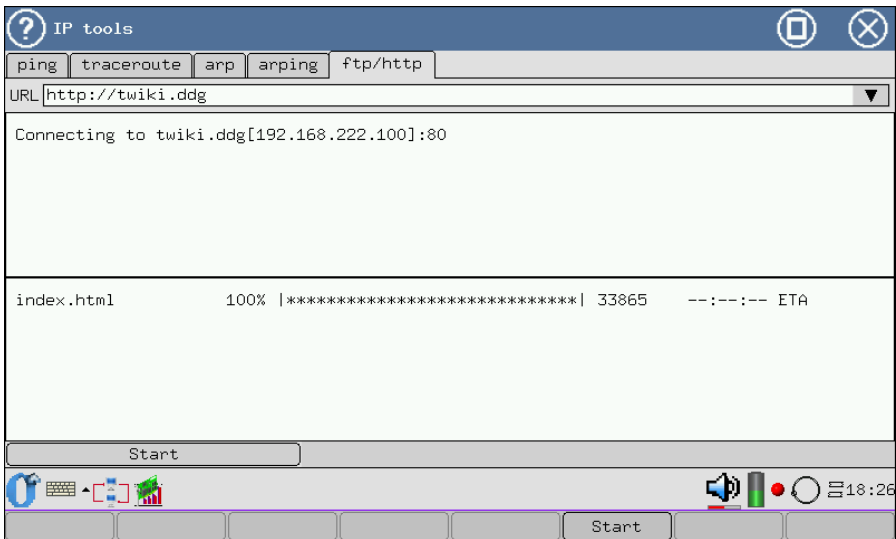 IP tools
ping traceroute arp arping ftp/http
URL http://twiki.ddg
Connecting to twiki.ddg[192.168.222.100]:80
index.html 100% |*****************************| 33865 --:--:-- ETA
Start
18:26
Start